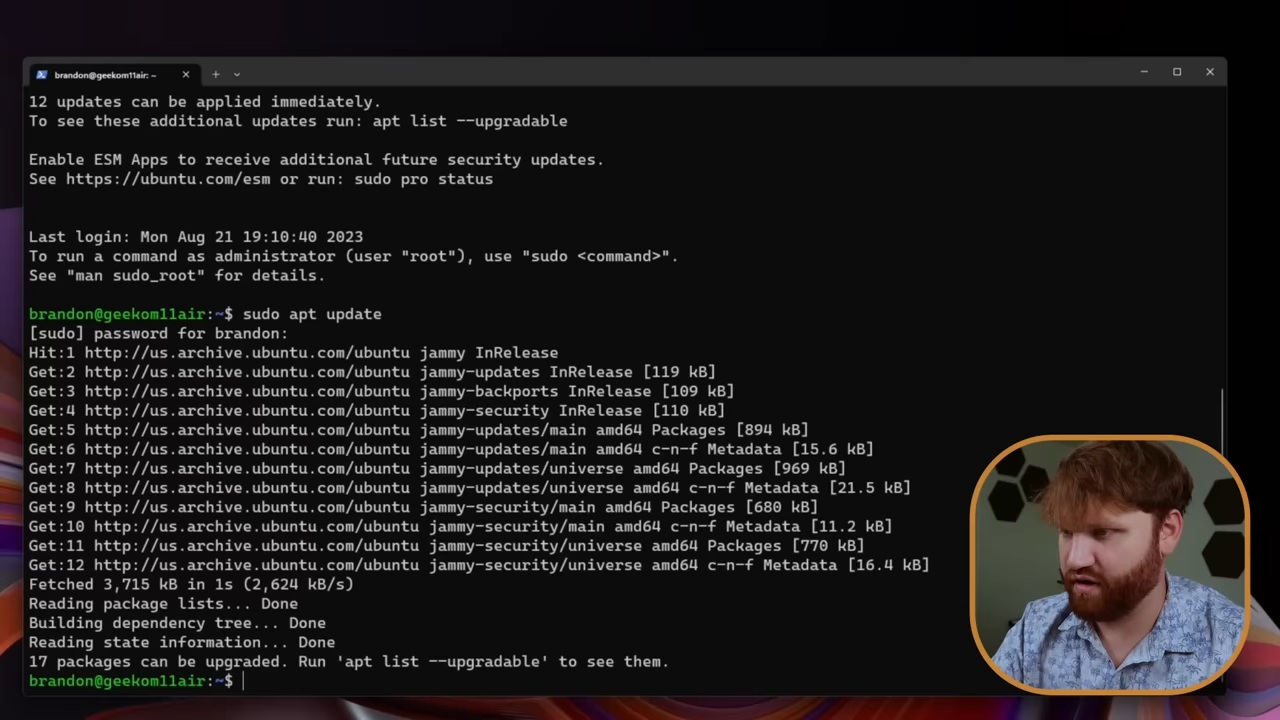 brandon@geekom11air: ~
12 updates can be applied immediately.
To see these additional updates run: apt list --upgradable
Enable ESM Apps to receive additional future security updates.
See https://ubuntu.com/esm or run: sudo pro status
Last login: Mon Aug 21 19:10:40 2023
To run a command as administrator (user "root"), use "sudo <command>".
See "man sudo_root" for details.
brandon@geekom11air:~$ sudo apt update
[sudo] password for brandon:
Hit:1 http://us.archive.ubuntu.com/ubuntu jammy InRelease
Get:2 http://us.archive.ubuntu.com/ubuntu jammy-updates InRelease [119 kB]
Get:3 http://us.archive.ubuntu.com/ubuntu jammy-backports InRelease [109 kB]
Get:4 http://us.archive.ubuntu.com/ubuntu jammy-security InRelease [110 kB]
Get:5 http://us.archive.ubuntu.com/ubuntu jammy-updates/main amd64 Packages [894 kB]
Get:6 http://us.archive.ubuntu.com/ubuntu jammy-updates/main amd64 c-n-f Metadata [15.6 kB]
Get:7 http://us.archive.ubuntu.com/ubuntu jammy-updates/universe amd64 Packages [969 kB]
Get:8 http://us.archive.ubuntu.com/ubuntu jammy-updates/universe amd64 c-n-f Metadata [21.5 kB]
Get:9 http://us.archive.ubuntu.com/ubuntu jammy-security/main amd64 Packages [680 kB]
Get:10 http://us.archive.ubuntu.com/ubuntu jammy-security/main amd64 c-n-f Metadata [11.2 kB]
Get:11 http://us.archive.ubuntu.com/ubuntu jammy-security/universe amd64 Packages [770 kB]
Get:12 http://us.archive.ubuntu.com/ubuntu jammy-security/universe amd64 c-n-f Metadata [16.4 kB]
Fetched 3,715 kB in 1s (2,624 kB/s)
Reading package lists... Done
Building dependency tree... Done
Reading state information... Done
17 packages can be upgraded. Run 'apt list --upgradable' to see them.
brandon@geekom11air:~$